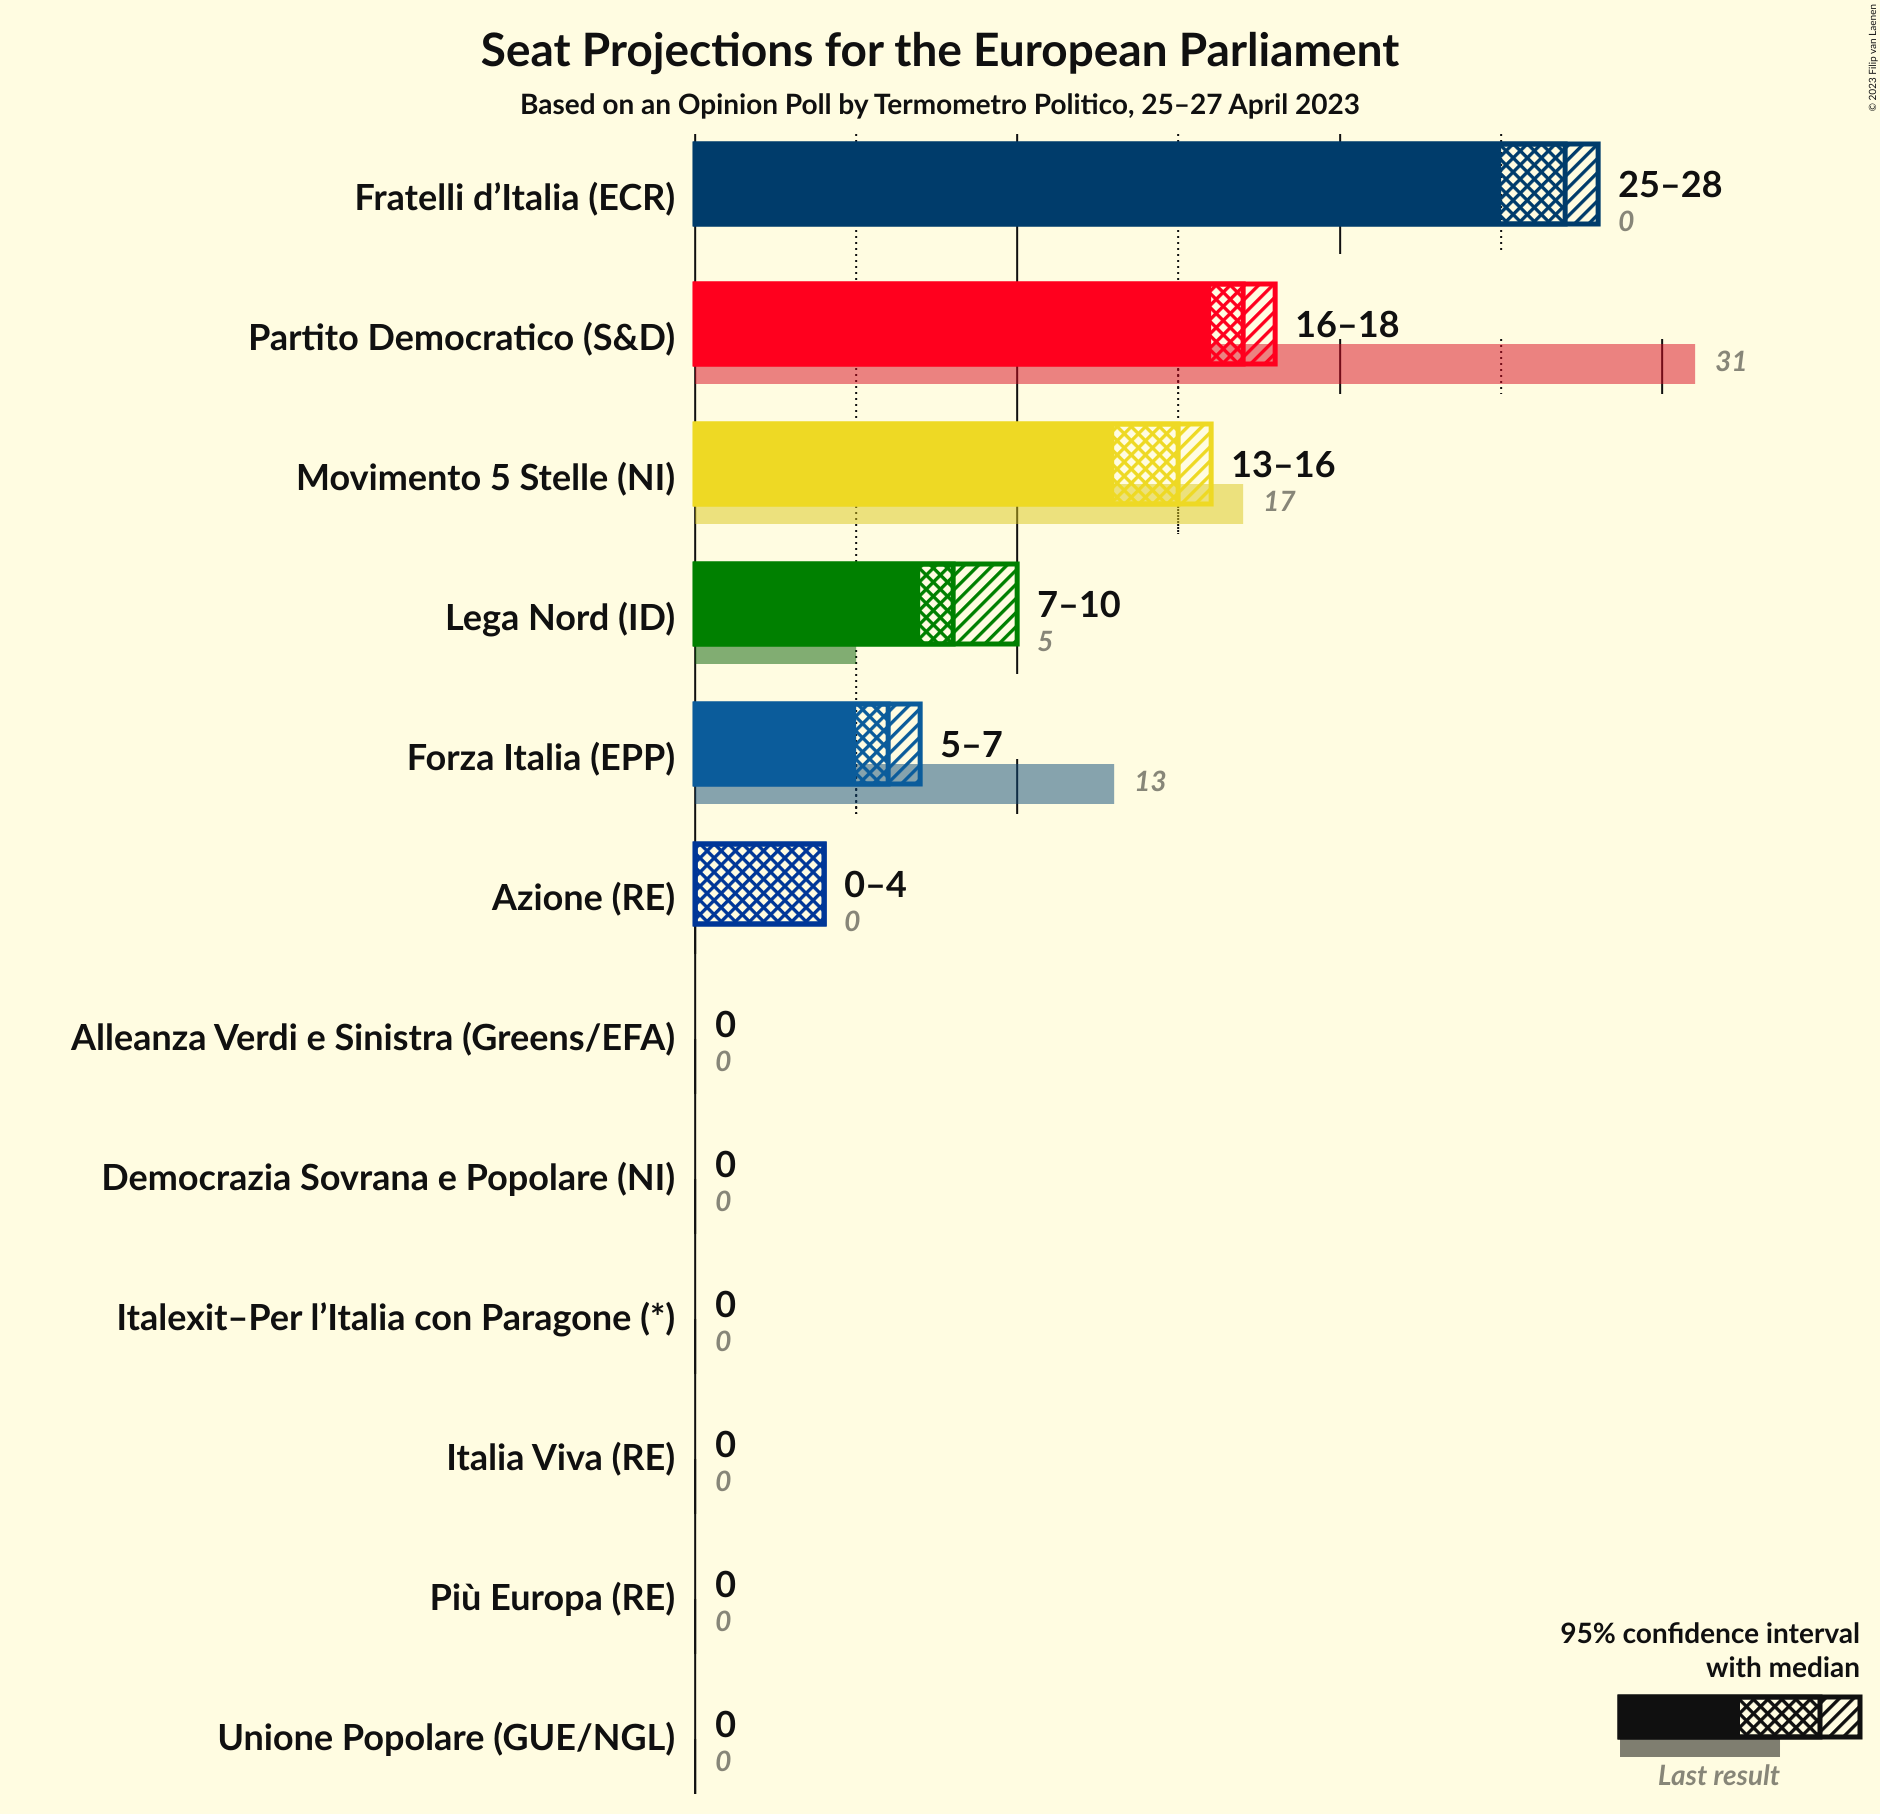 Seat Projections for the European Parliament
Based on an Opinion Poll by Termometro Politico, 25–27 April 2023
© 2023 Filip van Laenen
Fratelli d’Italia (ECR)
25–28
0
Partito Democratico (S&D)
16–18
31
Movimento 5 Stelle (NI)
13–16
17
Lega Nord (ID)
7–10
5
Forza Italia (EPP)
5–7
13
Azione (RE)
0–4
0
Alleanza Verdi e Sinistra (Greens/EFA)
0
0
Democrazia Sovrana e Popolare (NI)
0
0
Italexit–Per l’Italia con Paragone (*)
0
0
Italia Viva (RE)
0
0
Più Europa (RE)
0
0
Unione Popolare (GUE/NGL)
0
0
95% confidence interval
with median
Last result